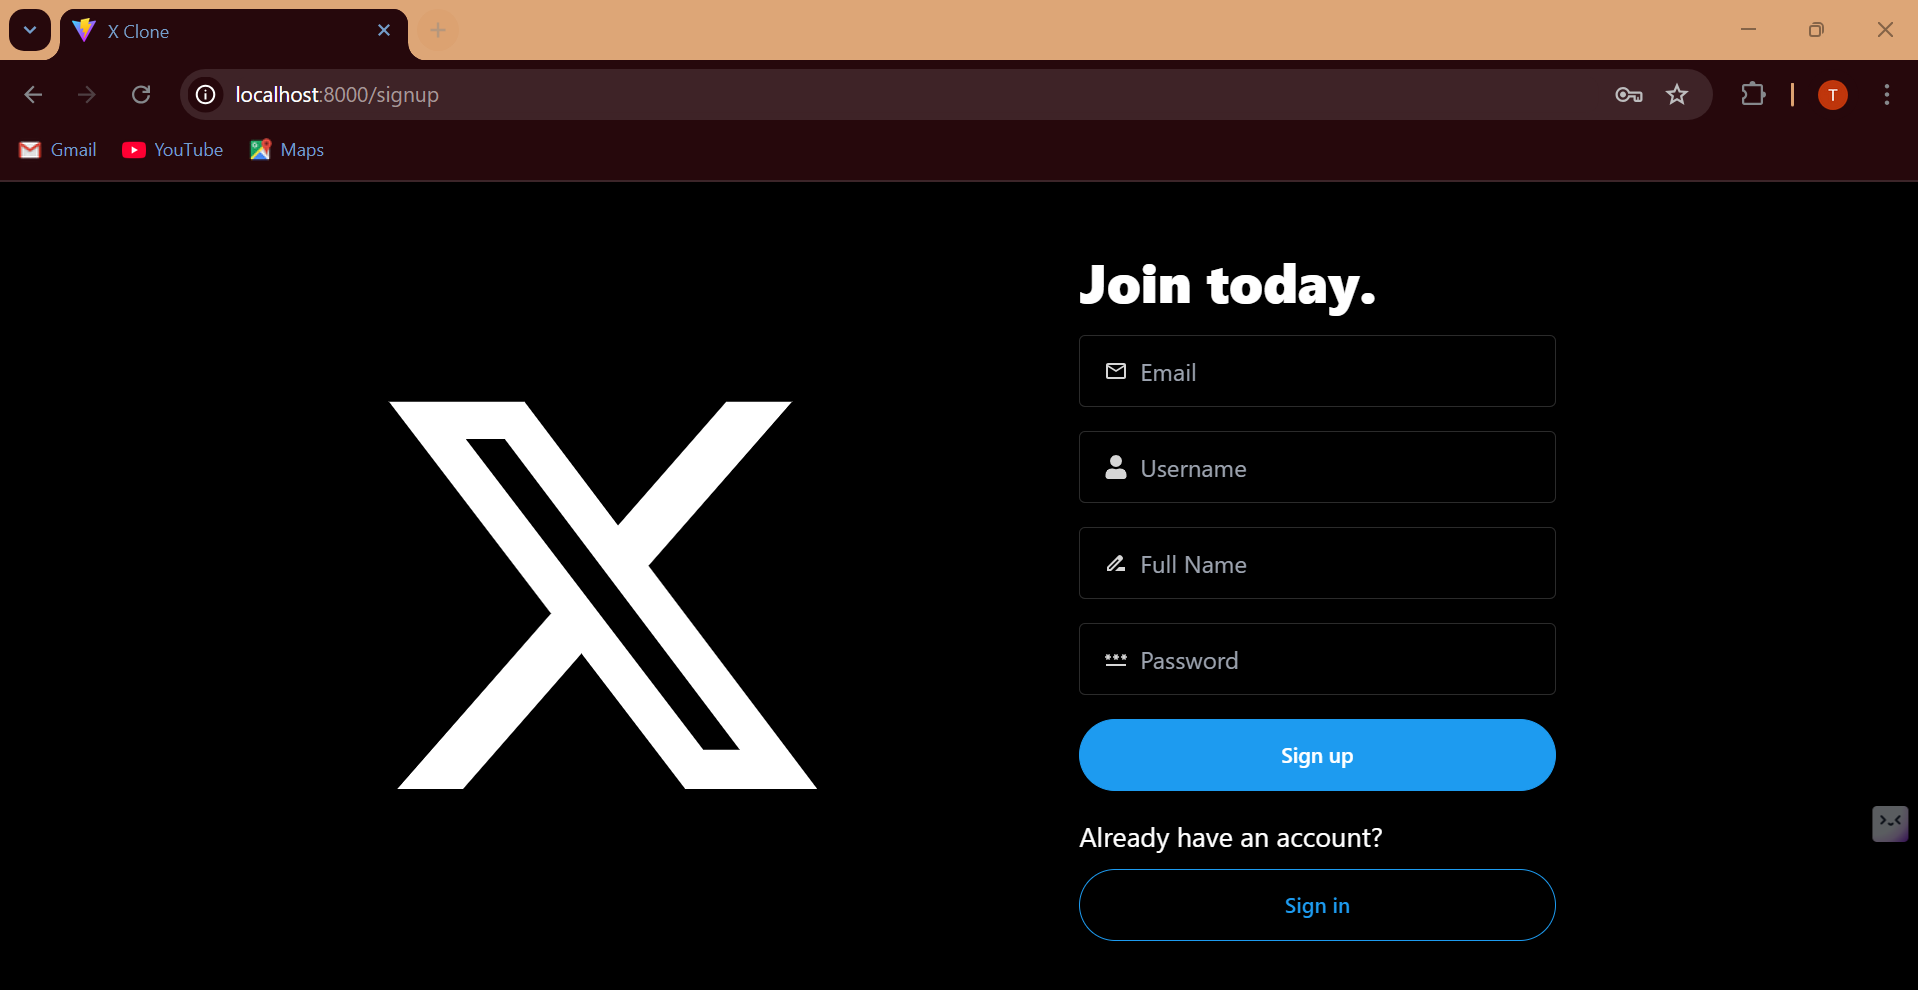 X Clone
localhost:8000/signup
T
Gmail YouTube Maps
Join today.
Email
Username
Full Name
Password
Sign up
Already have an account?
Sign in